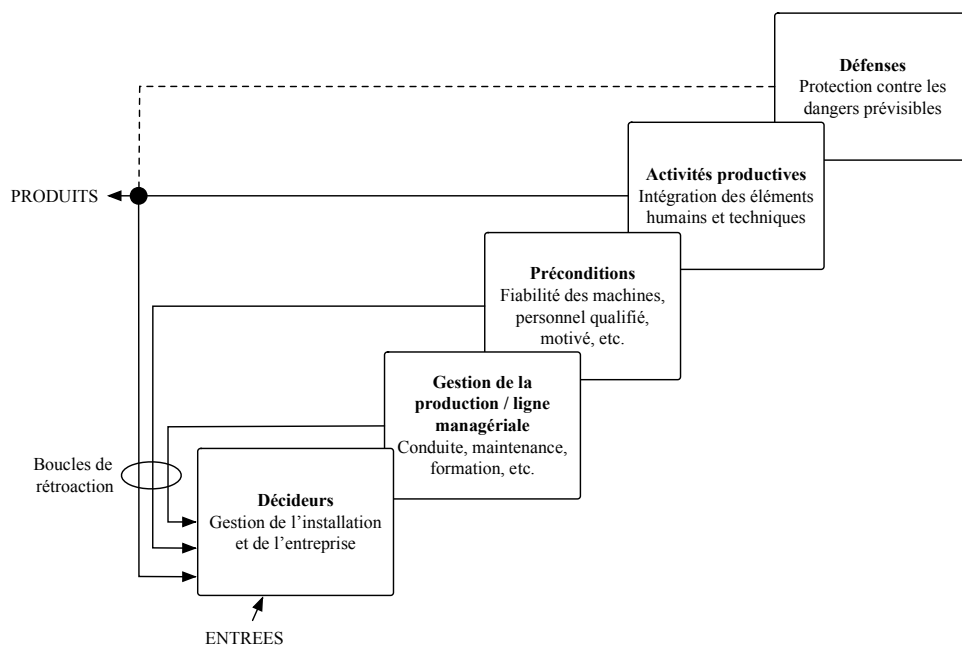 Défenses
Protection contre les
dangers prévisibles
Activités productives
Intégration des éléments
humains et techniques
PRODUITS
Préconditions
Fiabilité des machines,
personnel qualifié,
motivé, etc.
Gestion de la
production / ligne
managériale
Conduite, maintenance,
formation, etc.
Boucles de
rétroaction
Décideurs
Gestion de l’installation
et de l’entreprise
ENTREES